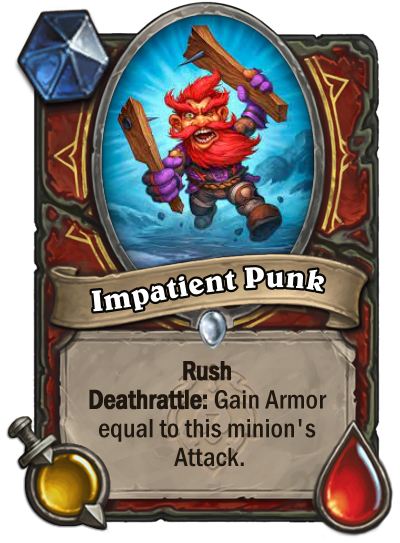 Impatient Punk
Rush
Deathrattle: Gain Armor
equal to this minion's
Attack.